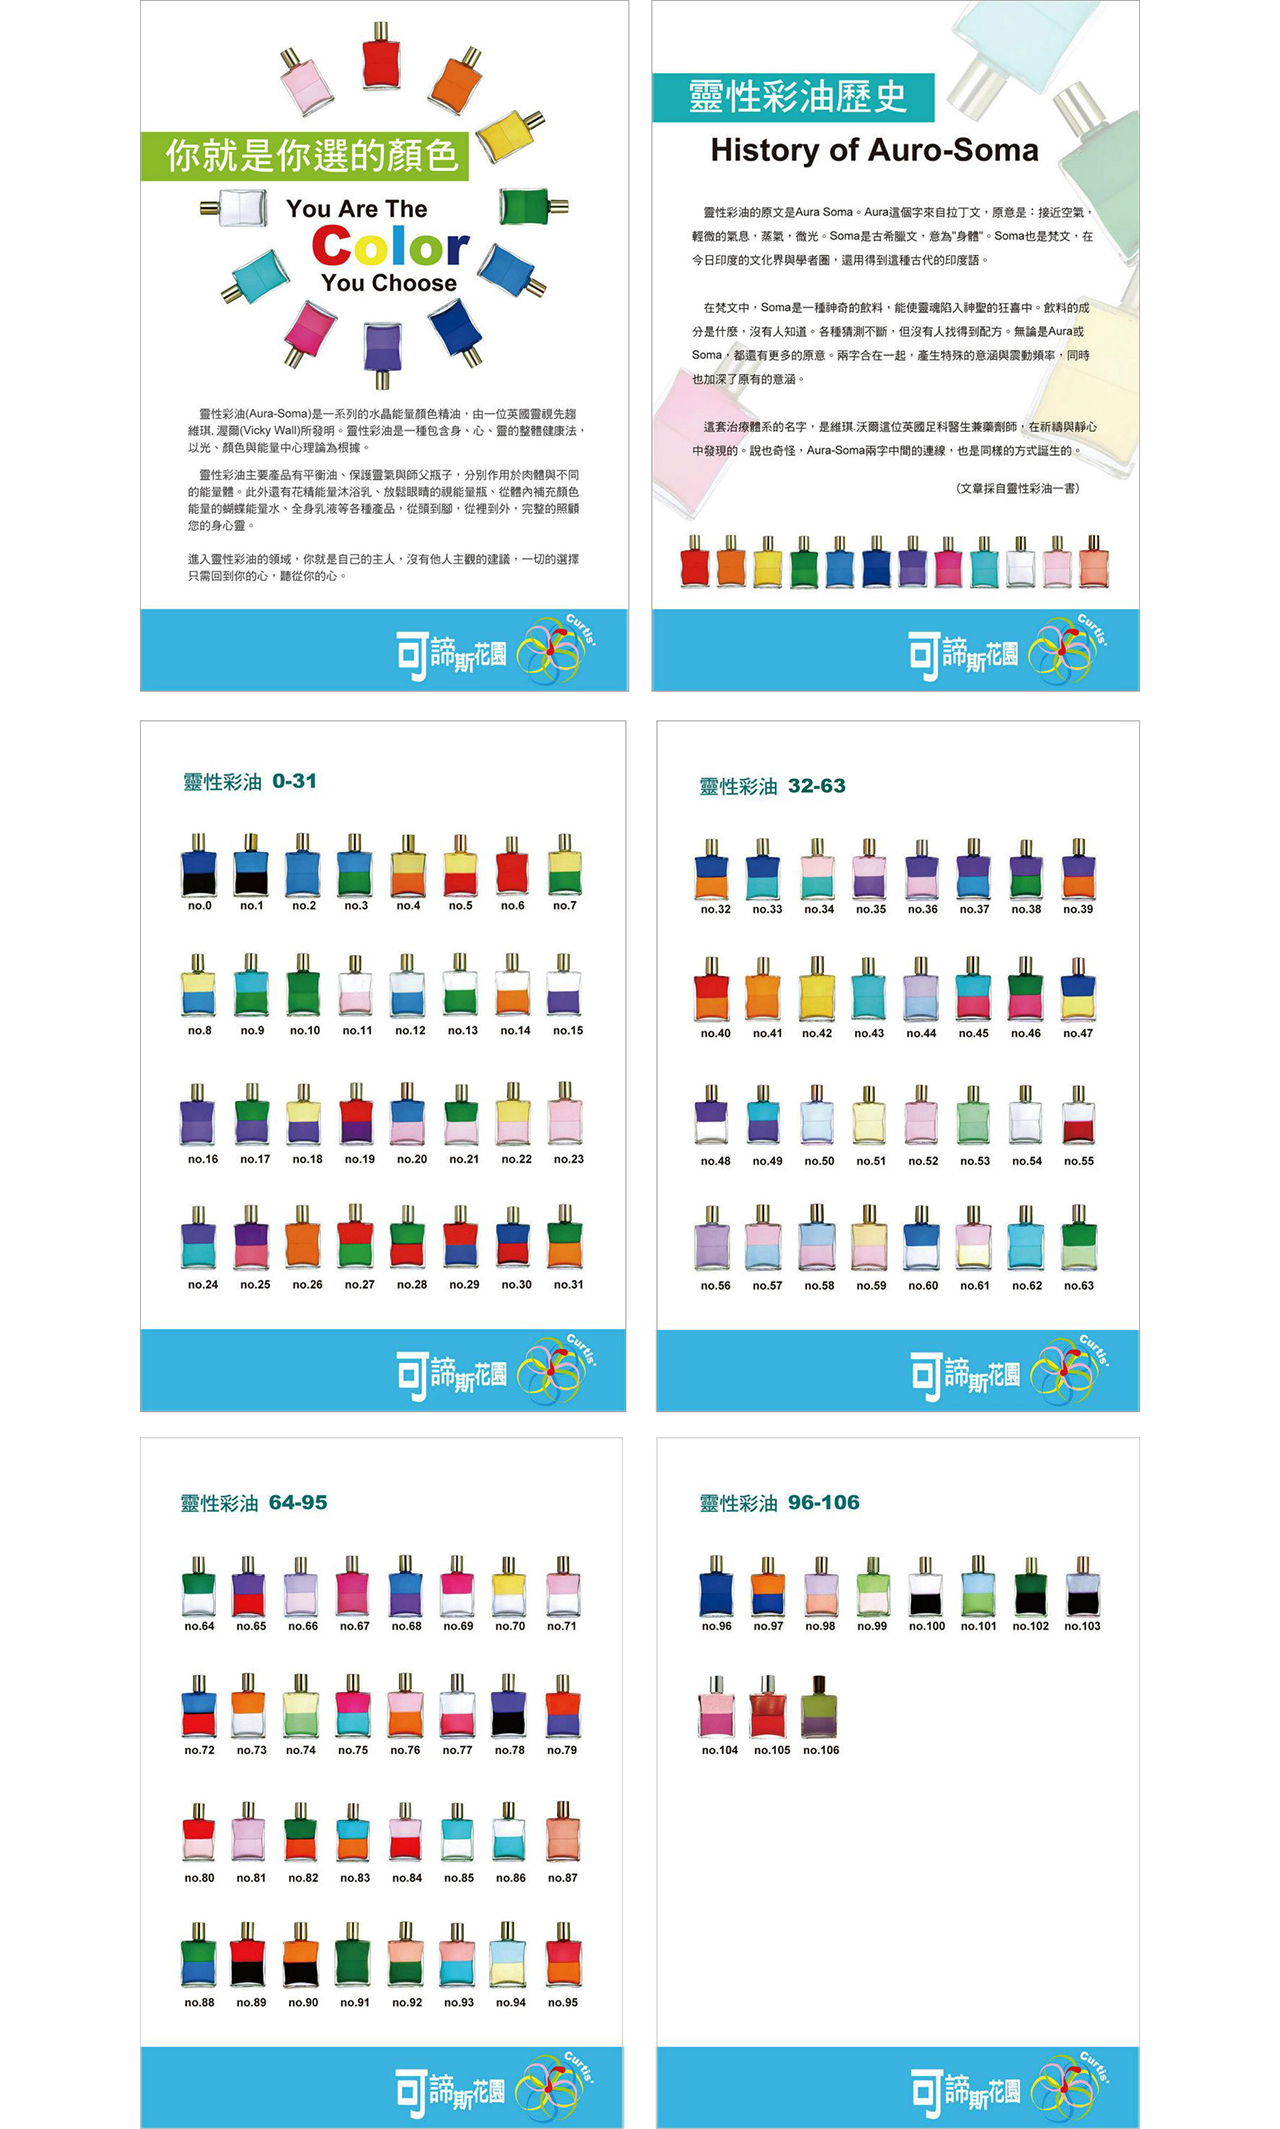 你就是你選的顏色
You Are The
Color
You Choose
靈性彩油(Aura-Soma)是一系列的水晶能量顏色精油，由一位英國靈視先趨
維琪. 渥爾(Vicky Wall)所發明。靈性彩油是一種包含身、心、靈的整體健康法，
以光、顏色與能量中心理論為根據。
靈性彩油主要產品有平衡油、保護靈氣與師父瓶子，分別作用於肉體與不同
的能量體。此外還有花精能量沐浴乳、放鬆眼睛的視能量瓶、從體內補充顏色
能量的蝴蝶能量水、全身乳液等各種產品，從頭到腳，從裡到外，完整的照顧
您的身心靈。
進入靈性彩油的領域，你就是自己的主人，沒有他人主觀的建議，一切的選擇
只需回到你的心，聽從你的心。
可諦斯花園 Curtis'
靈性彩油歷史
History of Auro-Soma
靈性彩油的原文是Aura Soma。Aura這個字來自拉丁文，原意是：接近空氣，
輕微的氣息，蒸氣，微光。Soma是古希臘文，意為"身體"。Soma也是梵文，在
今日印度的文化界與學者圈，還用得到這種古代的印度語。
在梵文中，Soma是一種神奇的飲料，能使靈魂陷入神聖的狂喜中。飲料的成
分是什麼，沒有人知道。各種猜測不斷，但沒有人找得到配方。無論是Aura或
Soma，都還有更多的原意。兩字合在一起，產生特殊的意涵與震動頻率，同時
也加深了原有的意涵。
這套治療體系的名字，是維琪.沃爾這位英國足科醫生兼藥劑師，在祈禱與靜心
中發現的。說也奇怪，Aura-Soma兩字中間的連線，也是同樣的方式誕生的。
（文章採自靈性彩油一書）
可諦斯花園 Curtis'
靈性彩油 0-31
no.0 no.1 no.2 no.3 no.4 no.5 no.6 no.7
no.8 no.9 no.10 no.11 no.12 no.13 no.14 no.15
no.16 no.17 no.18 no.19 no.20 no.21 no.22 no.23
no.24 no.25 no.26 no.27 no.28 no.29 no.30 no.31
可諦斯花園 Curtis'
靈性彩油 32-63
no.32 no.33 no.34 no.35 no.36 no.37 no.38 no.39
no.40 no.41 no.42 no.43 no.44 no.45 no.46 no.47
no.48 no.49 no.50 no.51 no.52 no.53 no.54 no.55
no.56 no.57 no.58 no.59 no.60 no.61 no.62 no.63
可諦斯花園 Curtis'
靈性彩油 64-95
no.64 no.65 no.66 no.67 no.68 no.69 no.70 no.71
no.72 no.73 no.74 no.75 no.76 no.77 no.78 no.79
no.80 no.81 no.82 no.83 no.84 no.85 no.86 no.87
no.88 no.89 no.90 no.91 no.92 no.93 no.94 no.95
可諦斯花園 Curtis'
靈性彩油 96-106
no.96 no.97 no.98 no.99 no.100 no.101 no.102 no.103
no.104 no.105 no.106
可諦斯花園 Curtis'